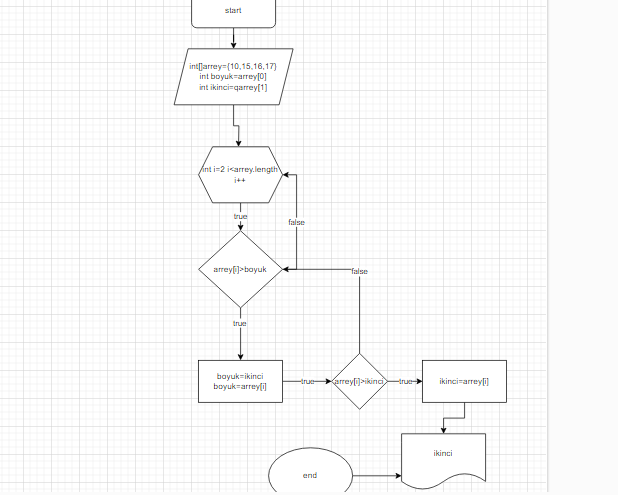 start
int[]arrey={10,15,16,17}
int boyuk=arrey[0]
int ikinci=qarrey[1]
int i=2 i<arrey.length
i++
true
false
arrey[i]>boyuk
false
true
boyuk=ikinci
boyuk=arrey[i]
true
arrey[i]>ikinci
true
ikinci=arrey[i]
ikinci
end